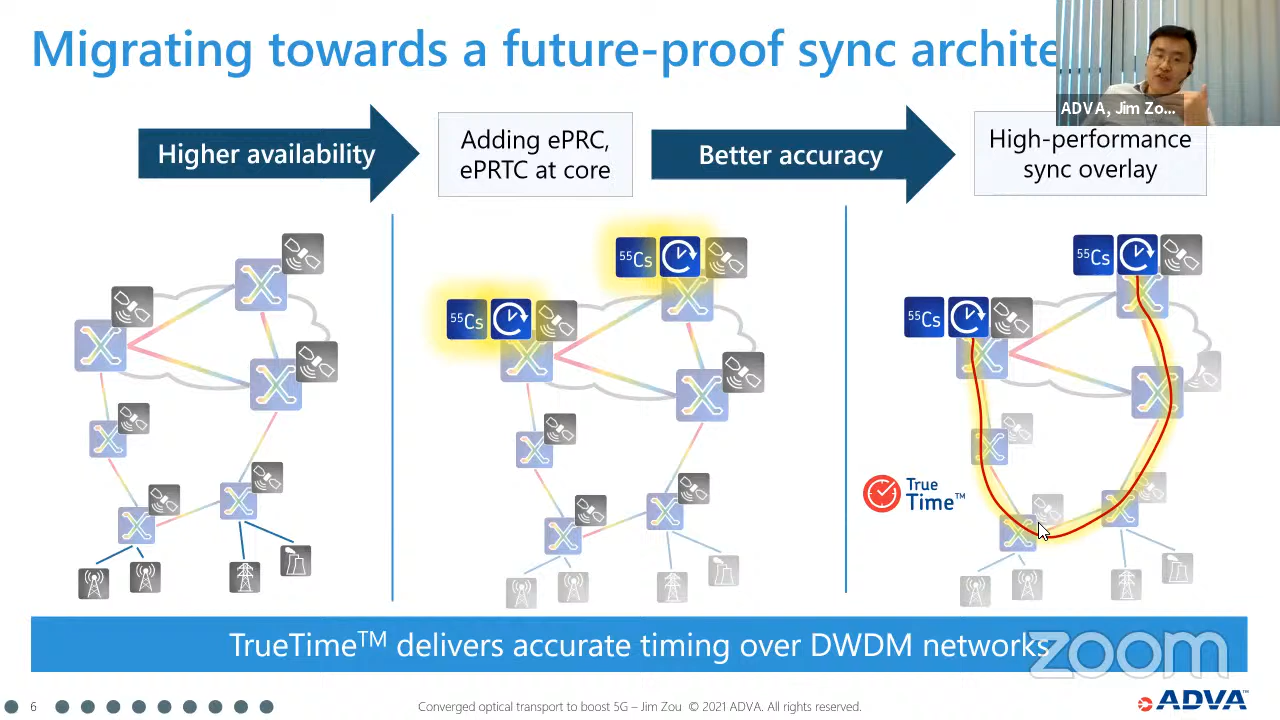 Migrating towards a future-proof sync archite
ADVA, Jim Zo...
Higher availability
Adding ePRC,
ePRTC at core
Better accuracy
High-performance
sync overlay
55Cs
55Cs
55Cs
55Cs
True
Time™
TrueTime™ delivers accurate timing over DWDM networks
zoom
6
Converged optical transport to boost 5G – Jim Zou © 2021 ADVA. All rights reserved.
ADVA™